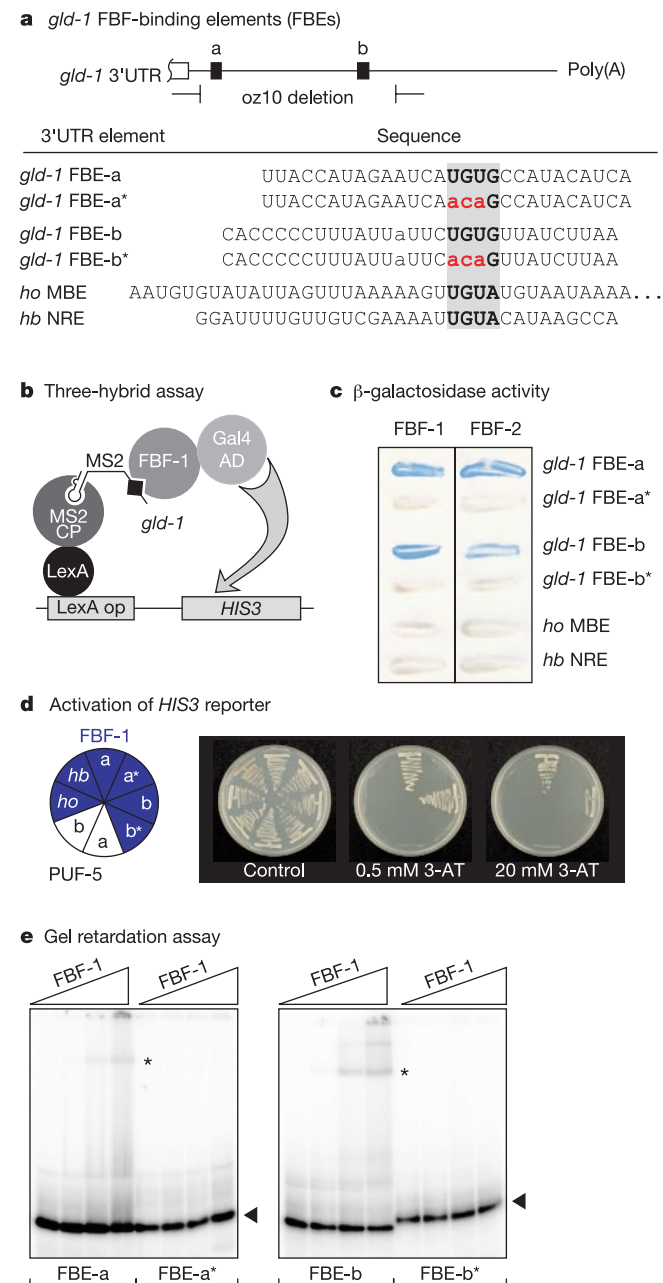 a gld-1 FBF-binding elements (FBEs)
a b
gld-1 3'UTR Poly(A)
oz10 deletion
3'UTR element Sequence
gld-1 FBE-a UUACCAUAGAAUCAUGUGCCAUACAUCA
gld-1 FBE-a* UUACCAUAGAAUCAacaGCCAUACAUCA
gld-1 FBE-b CACCCCCUUUAUUaUUCUGUGUUAUCUUAA
gld-1 FBE-b* CACCCCCUUUAUUaUUCacaGUUAUCUUAA
ho MBE AAUGUGUAUAUUAGUUUAAAAAGUUGUAUGUAAUAAAA...
hb NRE GGAUUUUGUUGUCGAAAAUUGUACAUAAGCCA
b Three-hybrid assay
MS2
FBF-1
Gal4
AD
gld-1
MS2
CP
LexA
LexA op
HIS3
c β-galactosidase activity
FBF-1 FBF-2
gld-1 FBE-a
gld-1 FBE-a*
gld-1 FBE-b
gld-1 FBE-b*
ho MBE
hb NRE
d Activation of HIS3 reporter
FBF-1
a
hb a*
ho b
b b*
a
PUF-5
Control 0.5 mM 3-AT 20 mM 3-AT
e Gel retardation assay
FBF-1 FBF-1 FBF-1 FBF-1
* *
FBE-a FBE-a* FBE-b FBE-b*